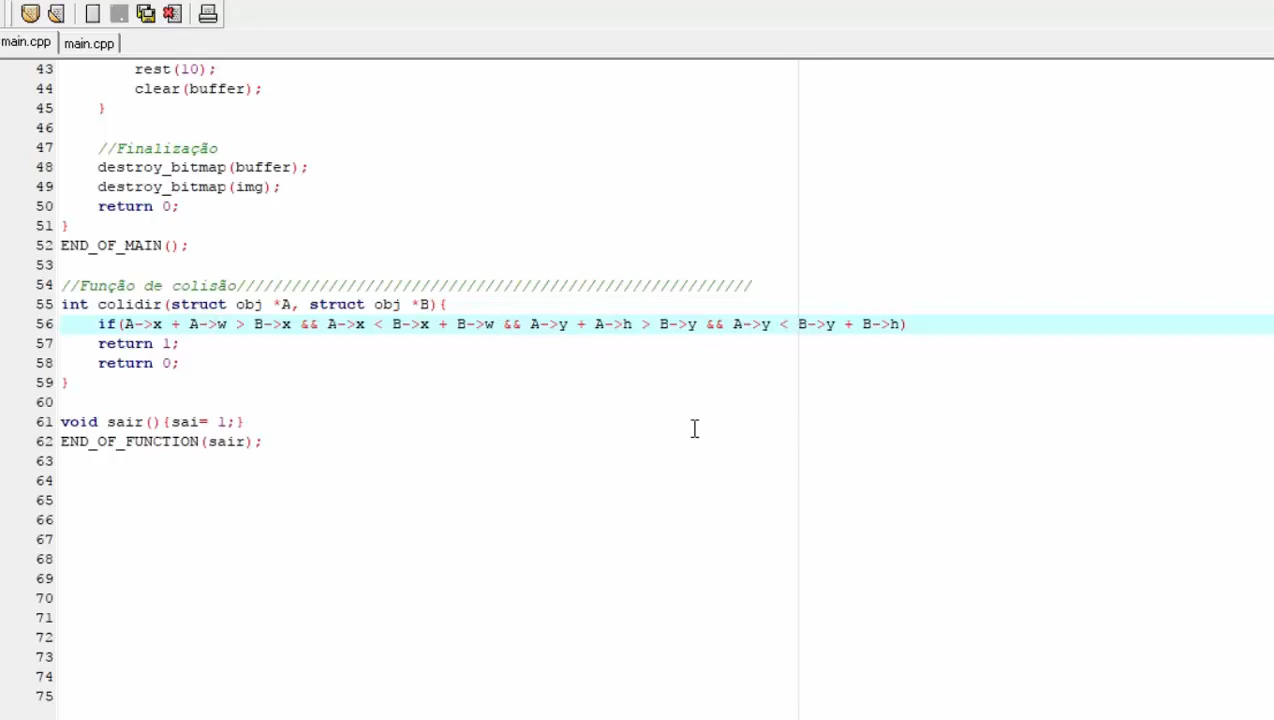 main.cpp main.cpp
43 rest(10);
44 clear(buffer);
45 }
46
47 //Finalização
48 destroy_bitmap(buffer);
49 destroy_bitmap(img);
50 return 0;
51 }
52 END_OF_MAIN();
53
54 //Função de colisão////////////////////////////////////////////////////////
55 int colidir(struct obj *A, struct obj *B){
56 if(A->x + A->w > B->x && A->x < B->x + B->w && A->y + A->h > B->y && A->y < B->y + B->h)
57 return 1;
58 return 0;
59 }
60
61 void sair(){sai= 1;}
62 END_OF_FUNCTION(sair);
63
64
65
66
67
68
69
70
71
72
73
74
75